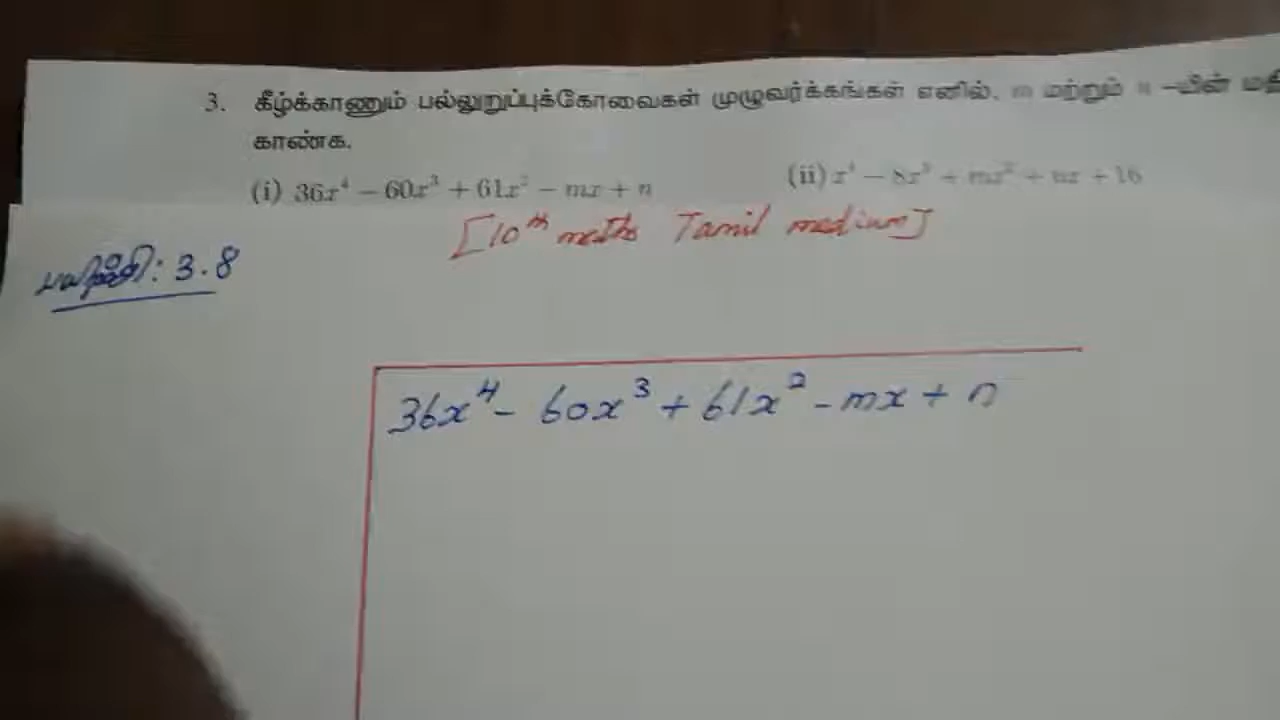 3. கீழ்க்காணும் பல்லுறுப்புக்கோவைகள் முழுவர்க்கங்கள் எனில், m மற்றும் n –யின்
காண்க.
(i) 36x⁴ − 60x³ + 61x² − mx + n (ii) x⁴ − 8x³ + mx² + nx + 16
[10th maths Tamil medium]
பயிற்சி: 3.8
36x⁴ - 60x³ + 61x² - mx + n